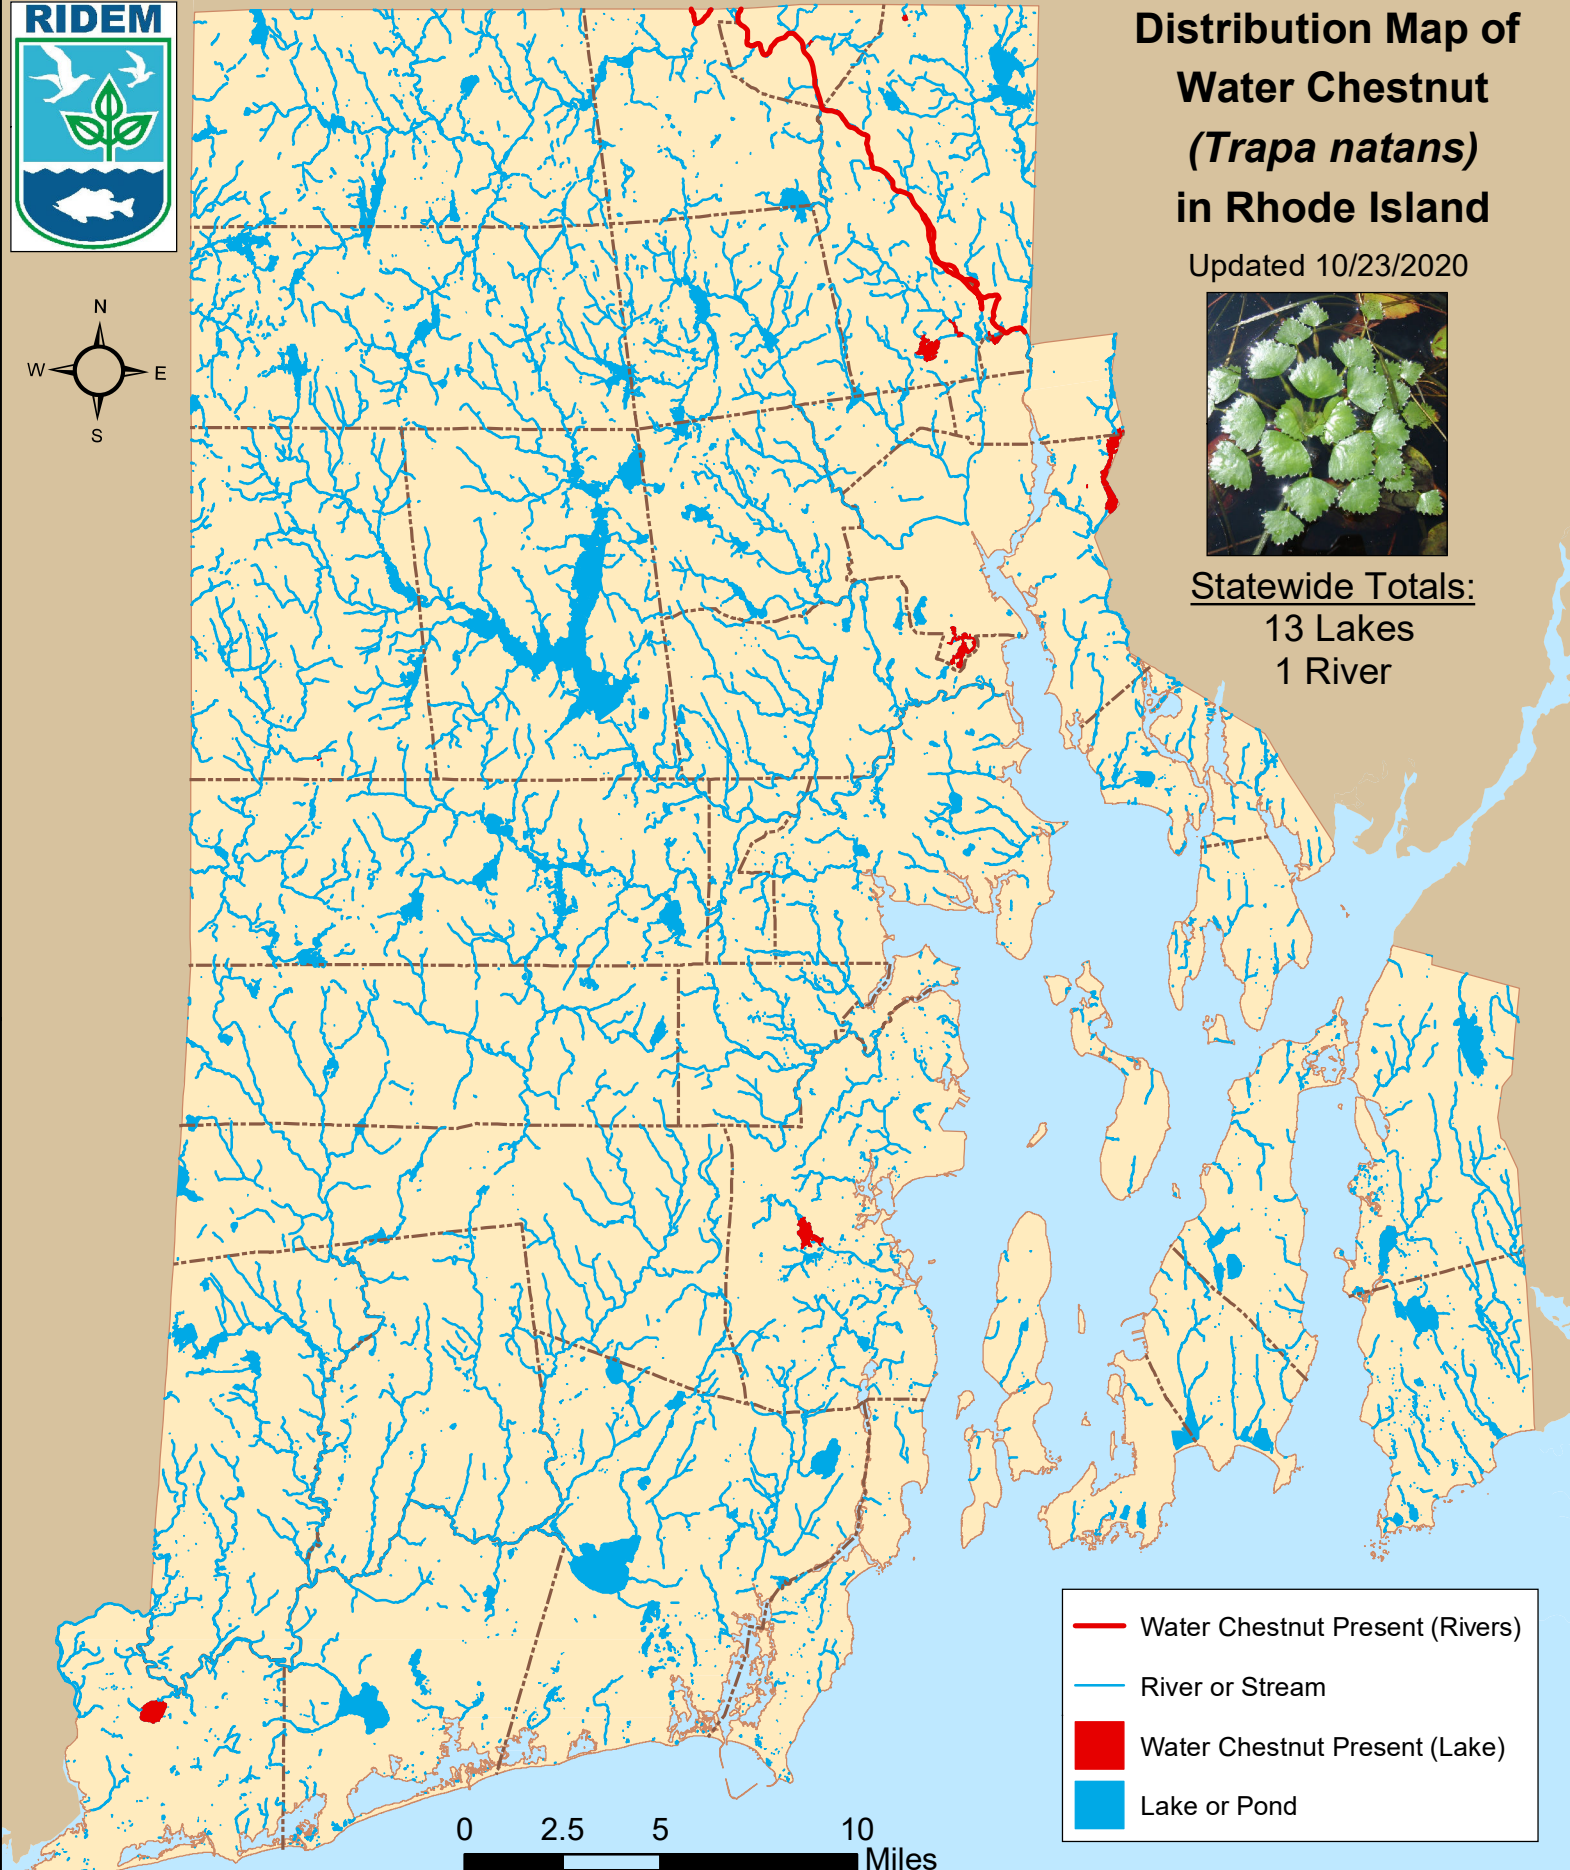 RIDEM
Distribution Map of
Water Chestnut
(Trapa natans)
in Rhode Island
Updated 10/23/2020
N
W
E
S
Statewide Totals:
13 Lakes
1 River
Water Chestnut Present (Rivers)
River or Stream
Water Chestnut Present (Lake)
Lake or Pond
0 2.5 5 10
Miles